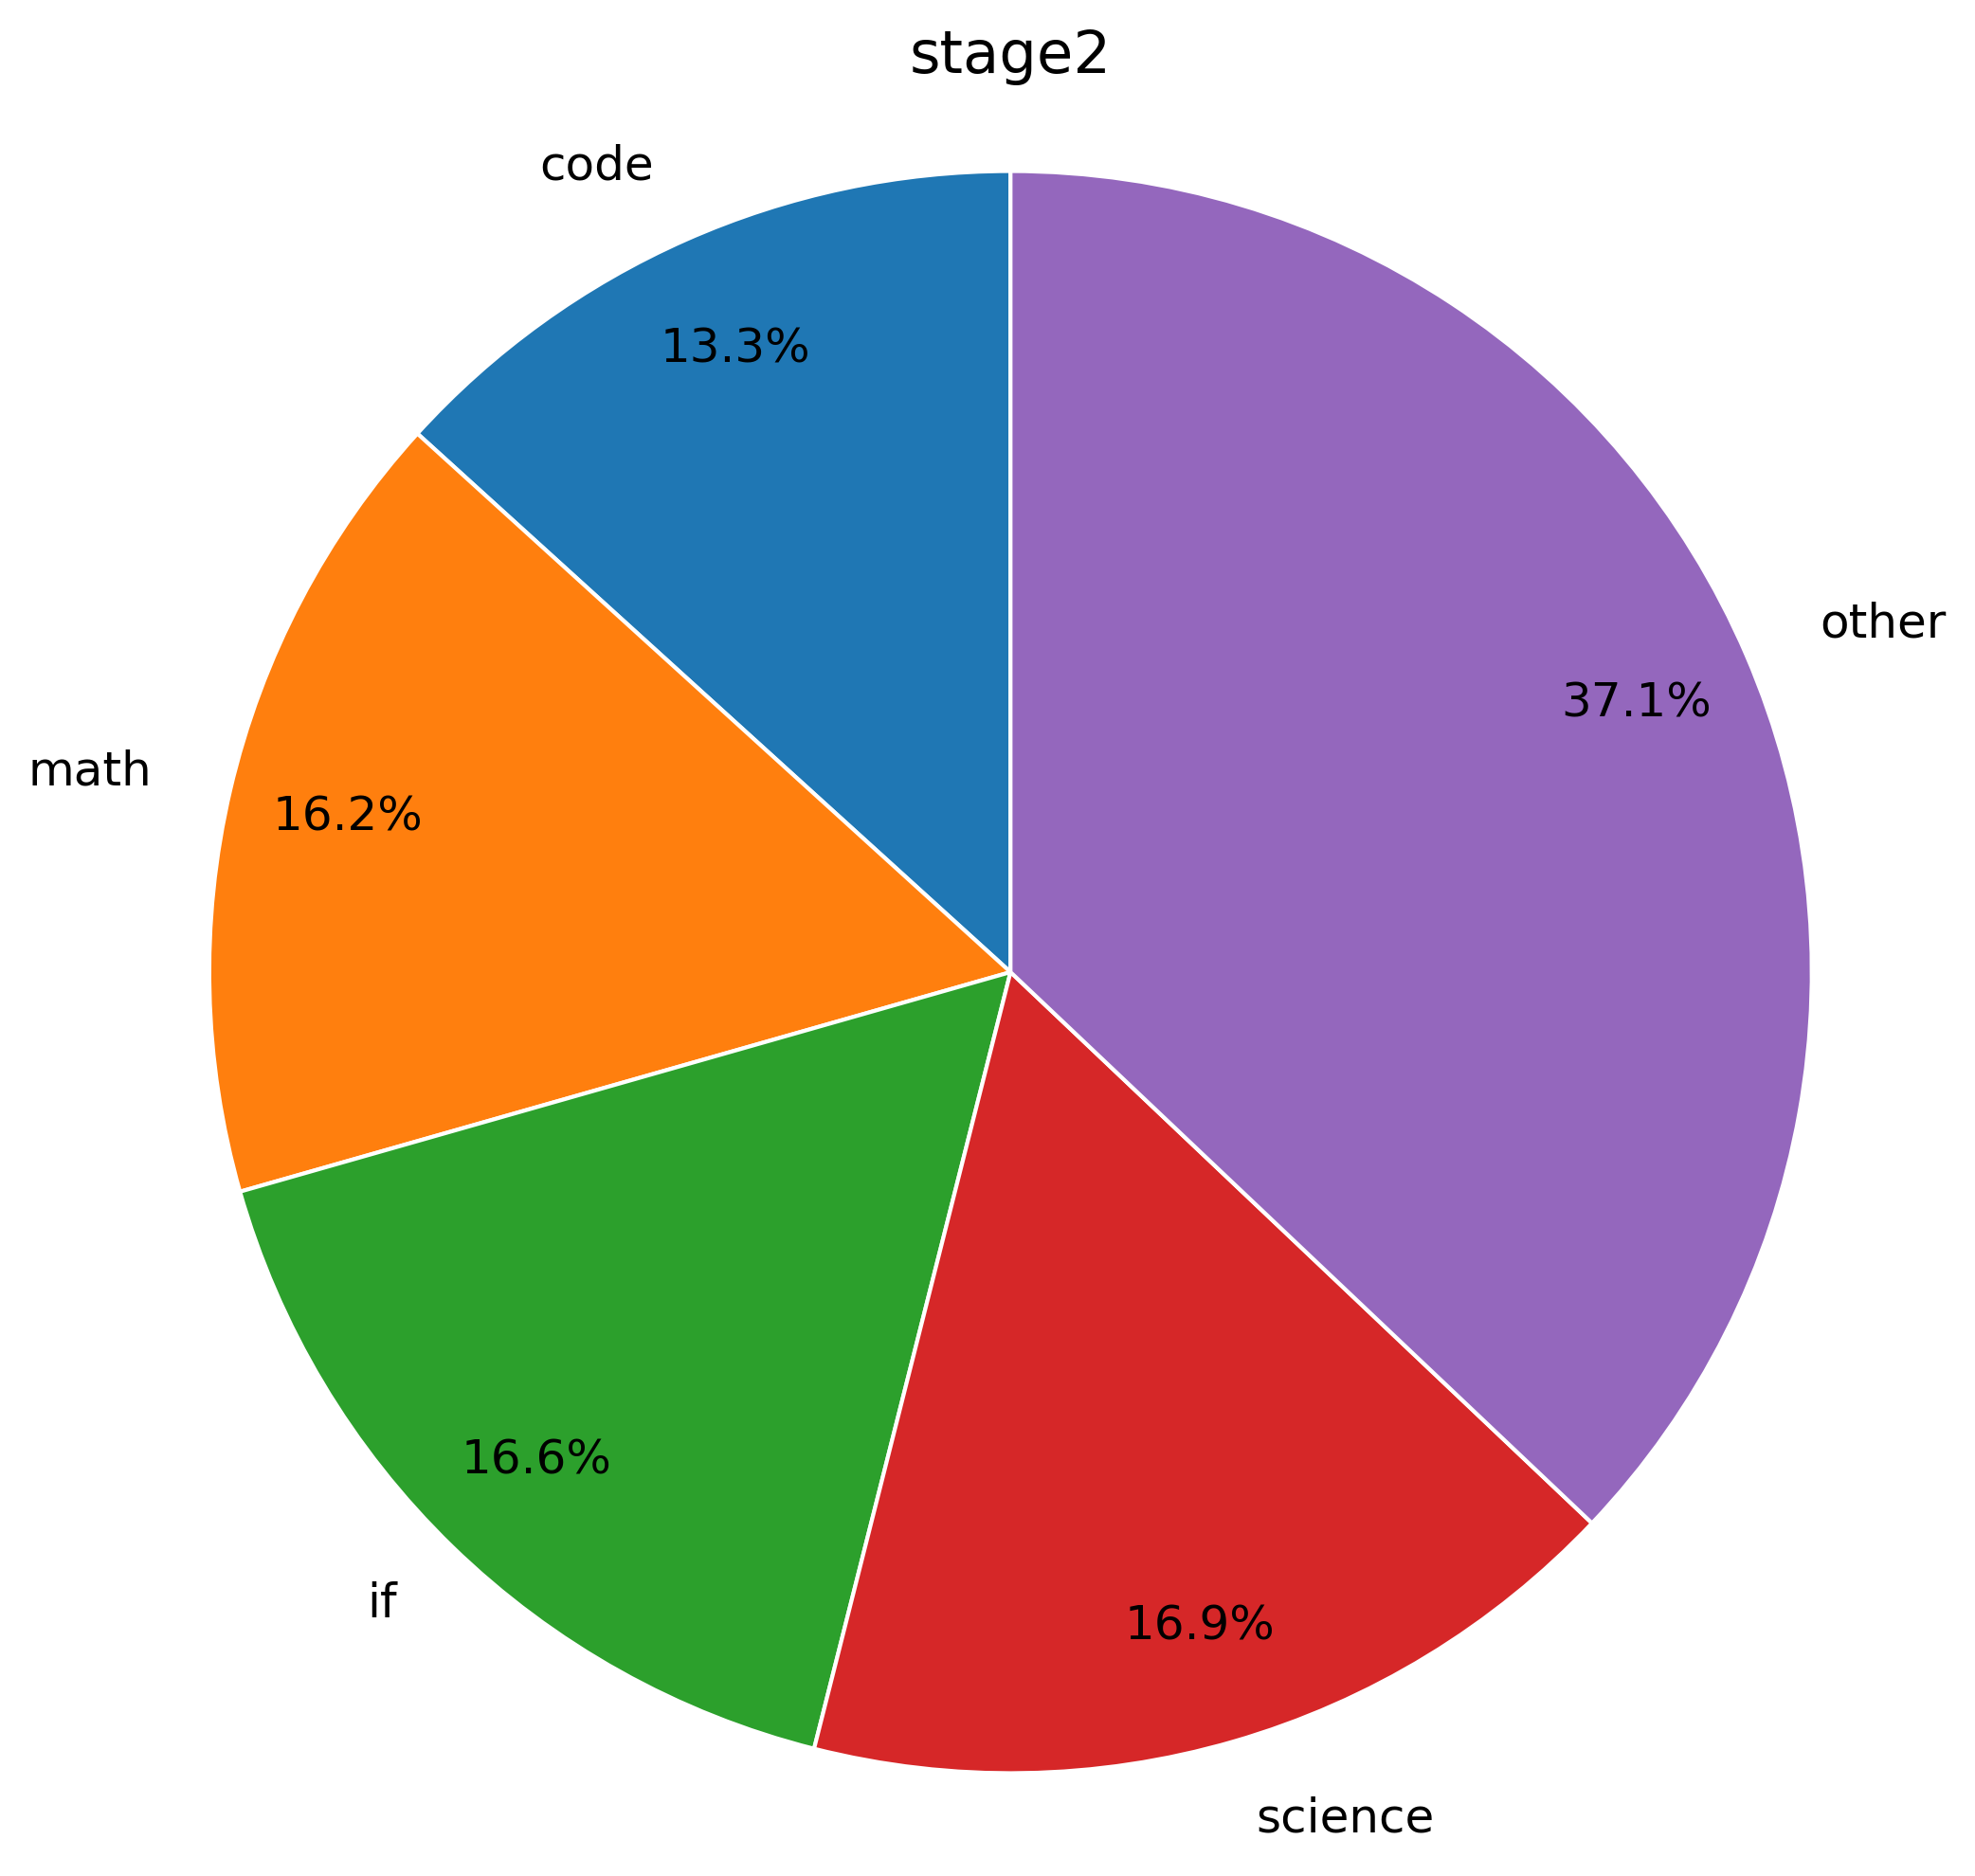 stage2
code
13.3%
other
37.1%
math
16.2%
16.6%
if
16.9%
science